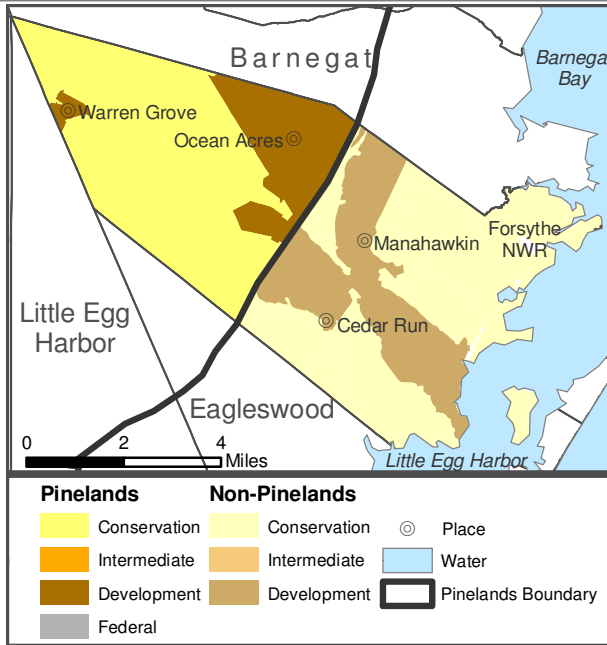 Barnegat
Barnegat
Bay
Warren Grove
Ocean Acres
Forsythe
NWR
Manahawkin
Little Egg
Harbor
Cedar Run
Eagleswood
0 2 4
Miles
Little Egg Harbor
Pinelands Non-Pinelands
Conservation Conservation Place
Intermediate Intermediate Water
Development Development Pinelands Boundary
Federal